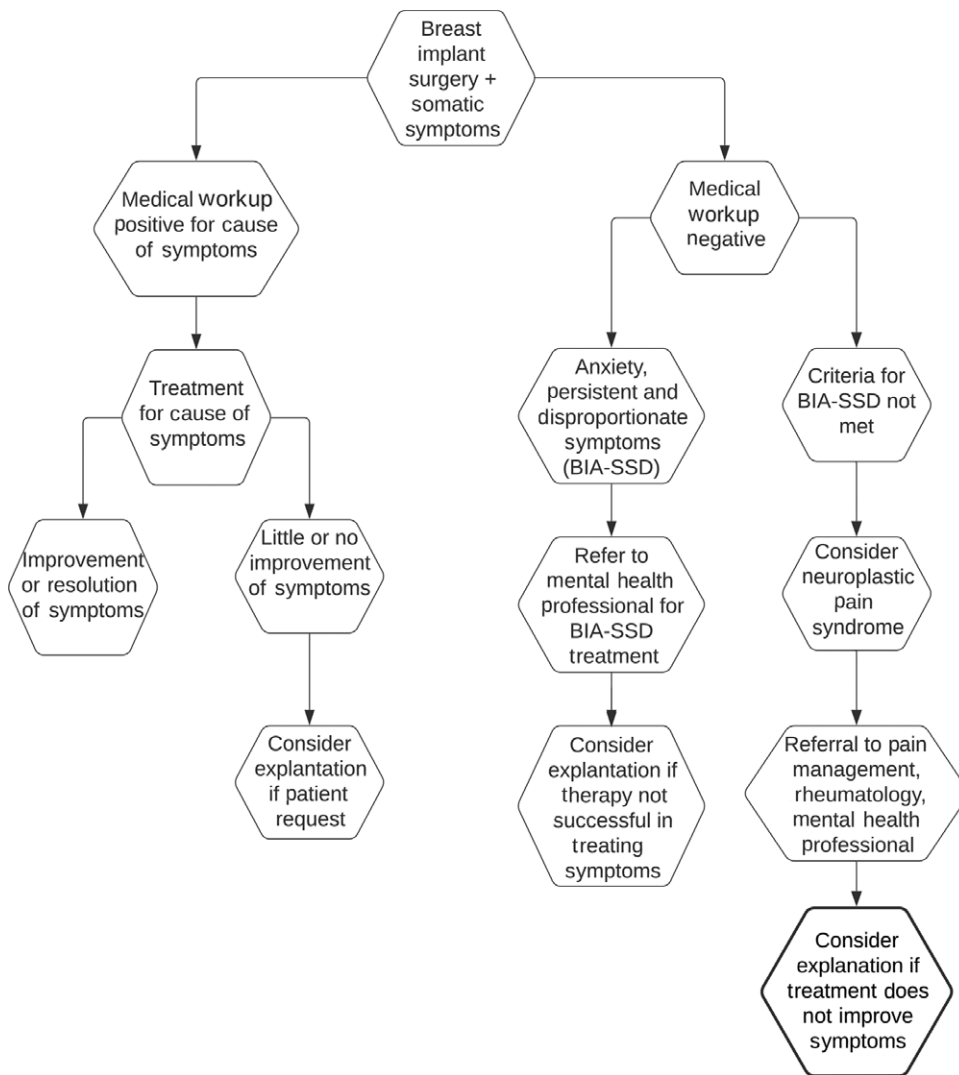 Breast
implant
surgery +
somatic
symptoms
Medical workup
positive for cause
of symptoms
Medical
workup
negative
Treatment
for cause of
symptoms
Anxiety,
persistent and
disproportionate
symptoms
(BIA-SSD)
Criteria for
BIA-SSD not
met
Improvement
or resolution
of symptoms
Little or no
improvement
of symptoms
Refer to
mental health
professional for
BIA-SSD
treatment
Consider
neuroplastic
pain
syndrome
Consider
explantation
if patient
request
Consider
explantation if
therapy not
successful in
treating
symptoms
Referral to pain
management,
rheumatology,
mental health
professional
Consider
explanation if
treatment does
not improve
symptoms